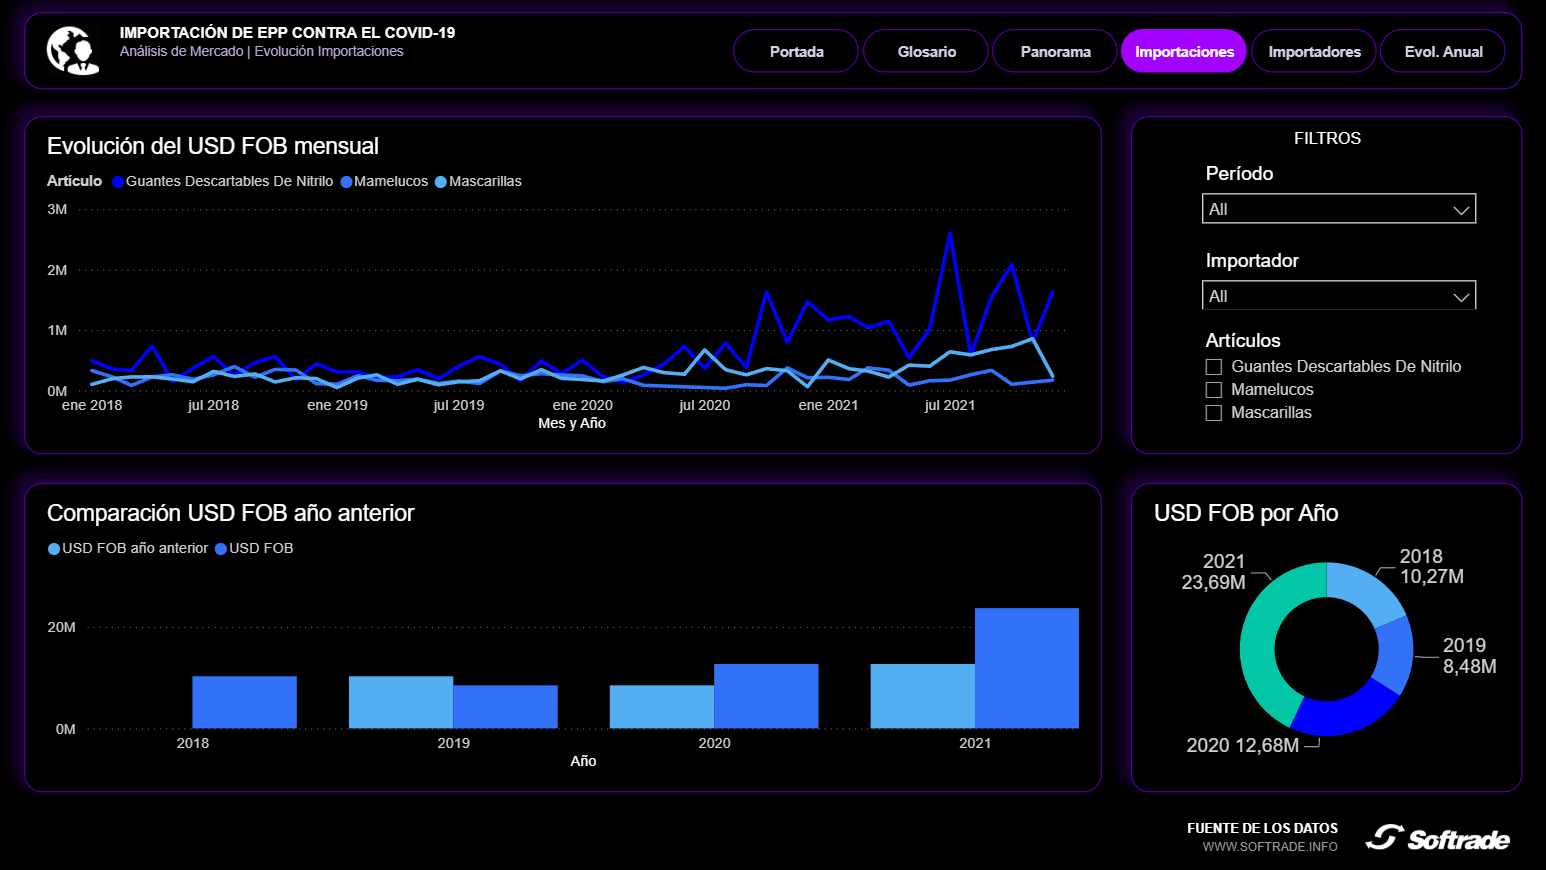 IMPORTACIÓN DE EPP CONTRA EL COVID-19
Análisis de Mercado | Evolución Importaciones
Portada
Glosario
Panorama
Importaciones
Importadores
Evol. Anual
Evolución del USD FOB mensual
Artículo Guantes Descartables De Nitrilo Mamelucos Mascarillas
3M
2M
1M
0M
ene 2018 jul 2018 ene 2019 jul 2019 ene 2020 jul 2020 ene 2021 jul 2021
Mes y Año
FILTROS
Período
All
Importador
All
Artículos
Guantes Descartables De Nitrilo
Mamelucos
Mascarillas
Comparación USD FOB año anterior
USD FOB año anterior USD FOB
20M
0M
2018 2019 2020 2021
Año
USD FOB por Año
2021
23,69M
2018
10,27M
2019
8,48M
2020 12,68M
FUENTE DE LOS DATOS
WWW.SOFTRADE.INFO
Softrade